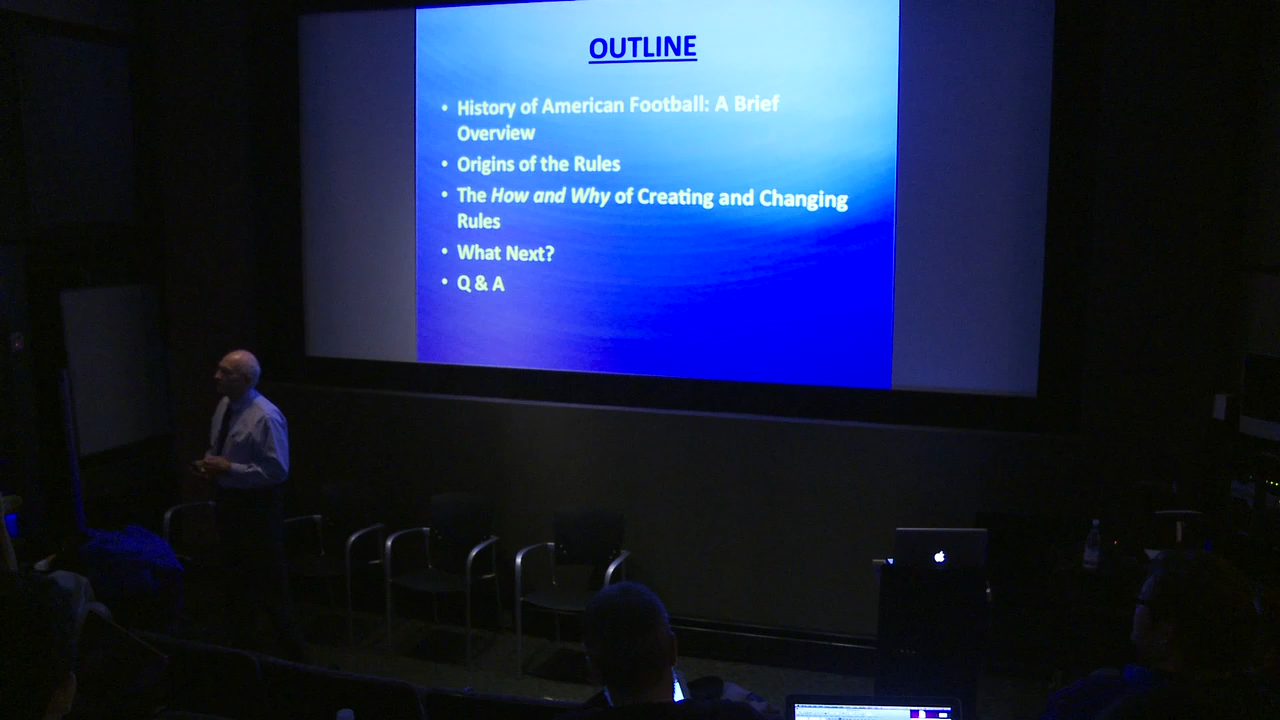 OUTLINE
• History of American Football: A Brief
Overview
• Origins of the Rules
• The How and Why of Creating and Changing
Rules
• What Next?
• Q & A